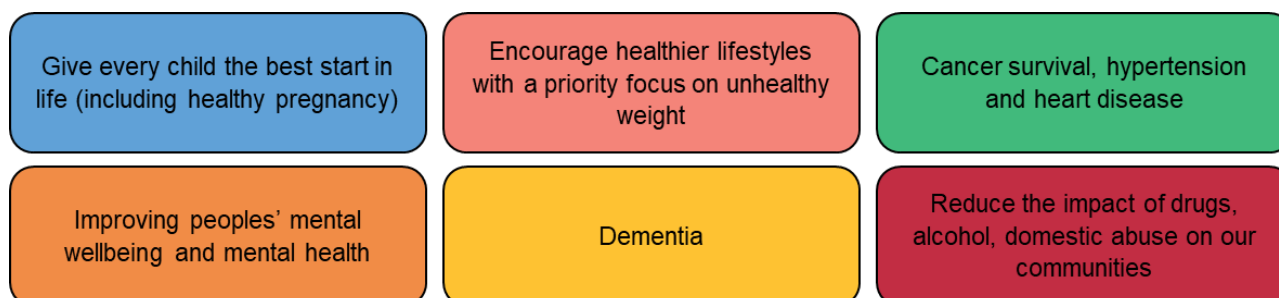 Give every child the best start in
life (including healthy pregnancy)
Encourage healthier lifestyles
with a priority focus on unhealthy
weight
Cancer survival, hypertension
and heart disease
Improving peoples’ mental
wellbeing and mental health
Dementia
Reduce the impact of drugs,
alcohol, domestic abuse on our
communities